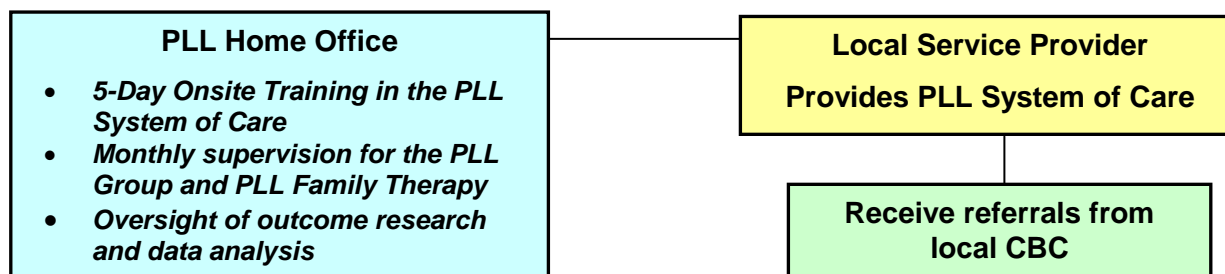 PLL Home Office
• 5-Day Onsite Training in the PLL
System of Care
• Monthly supervision for the PLL
Group and PLL Family Therapy
• Oversight of outcome research
and data analysis
Local Service Provider
Provides PLL System of Care
Receive referrals from
local CBC